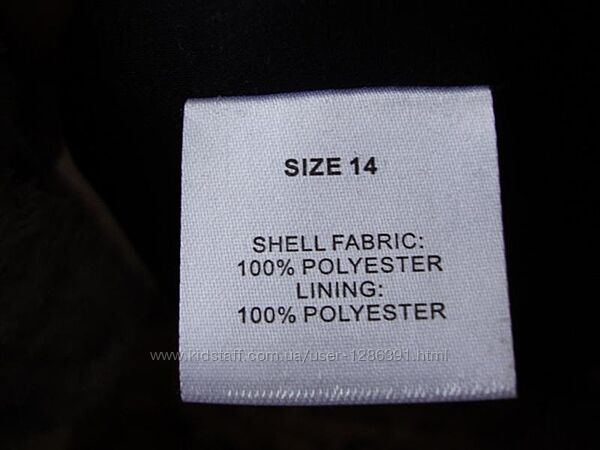 SIZE 14
SHELL FABRIC:
100% POLYESTER
LINING:
100% POLYESTER
www.kidstaff.com.ua/user-1286391.html